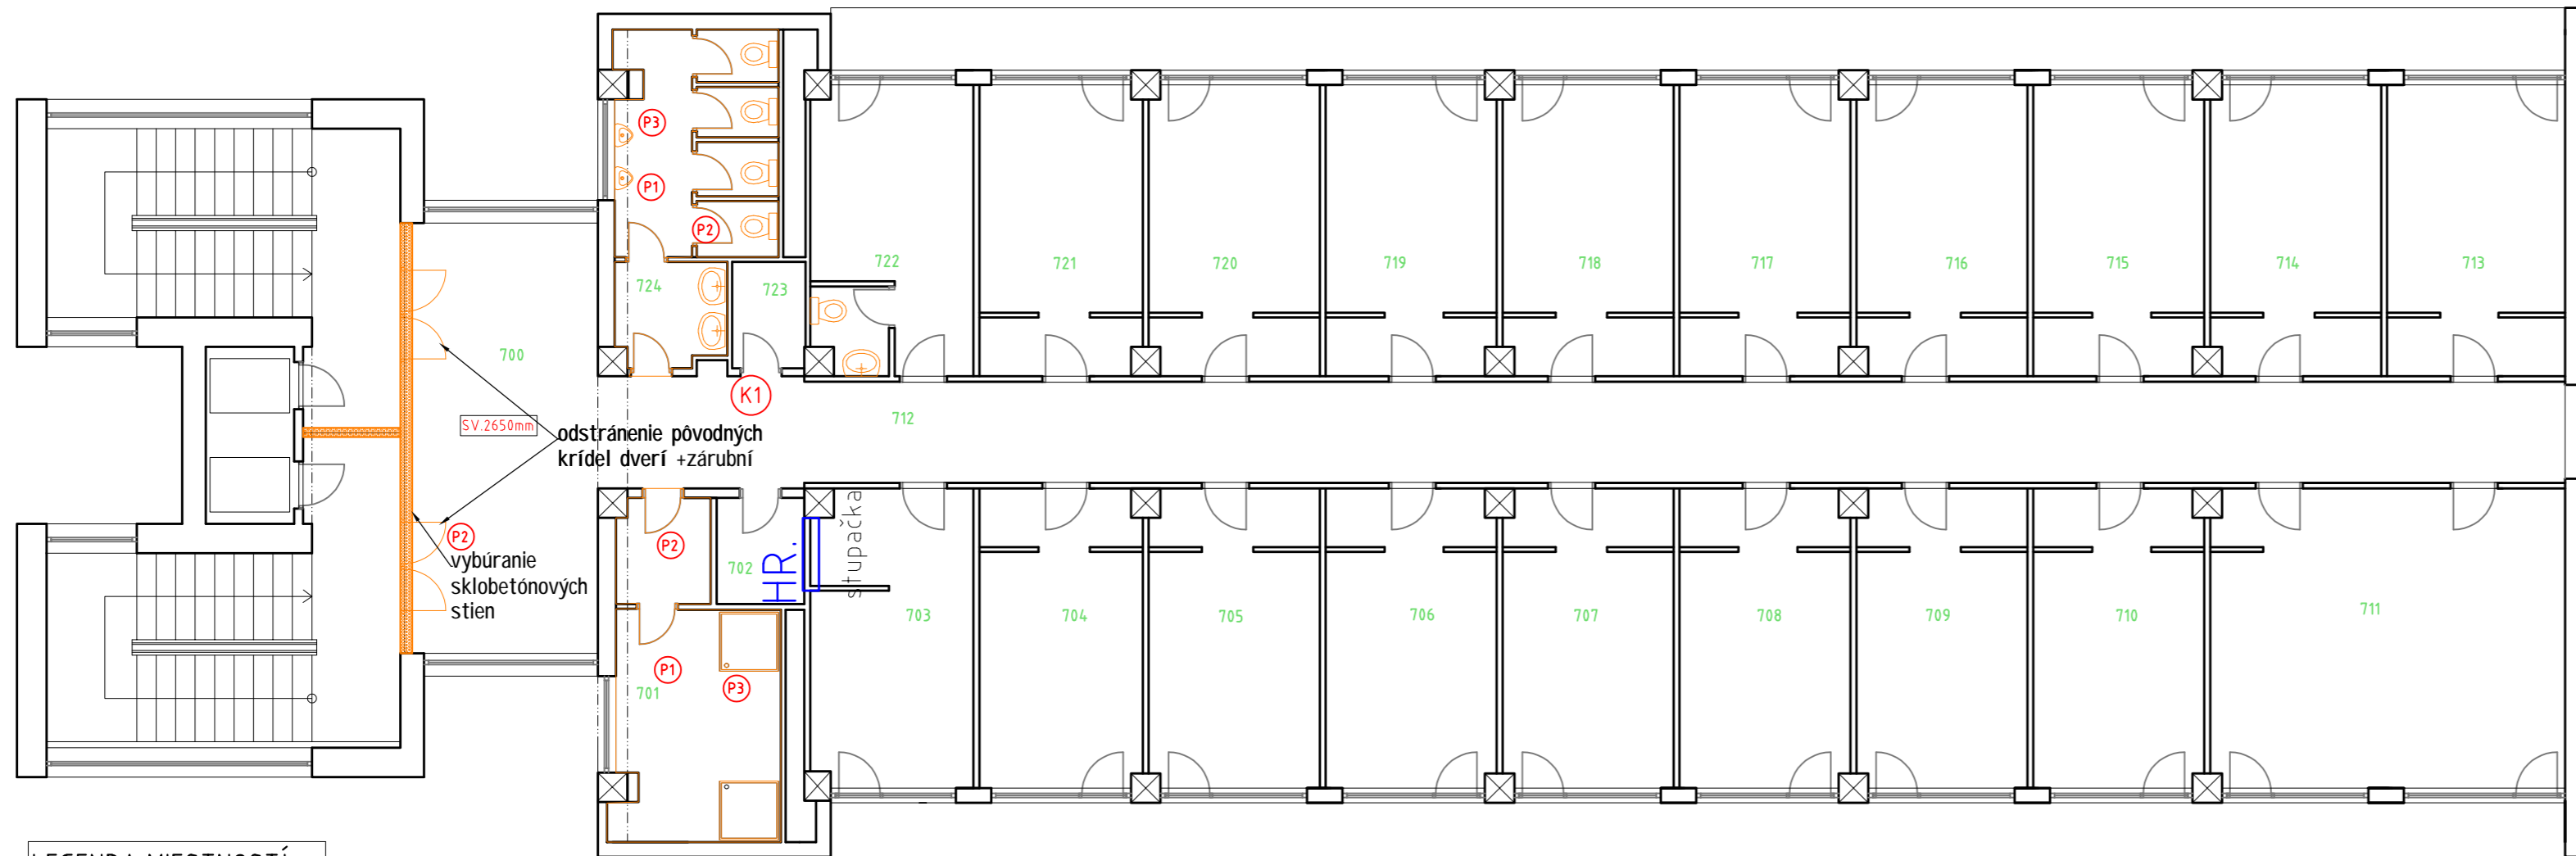 P3
P1
P2
722
721
720
719
718
717
716
715
714
713
724
723
700
K1
SV.2650mm
712
odstránenie pôvodných
krídel dverí +zárubní
P2
vybúranie
sklobetónových
stien
P2
702
HR.
stupačka
703
704
705
706
707
708
709
710
711
P1
P3
701
LEGENDA MIESTNOSTÍ